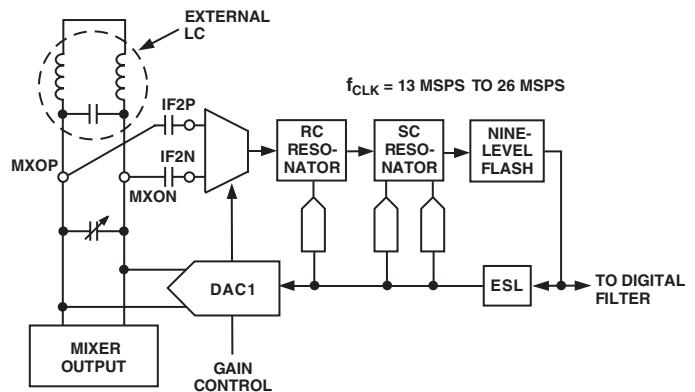 EXTERNAL
LC
fCLK = 13 MSPS TO 26 MSPS
IF2P
RC
RESO-
NATOR
SC
RESO-
NATOR
NINE-
LEVEL
FLASH
MXOP
IF2N
MXON
DAC1
ESL
TO DIGITAL
FILTER
MIXER
OUTPUT
GAIN
CONTROL